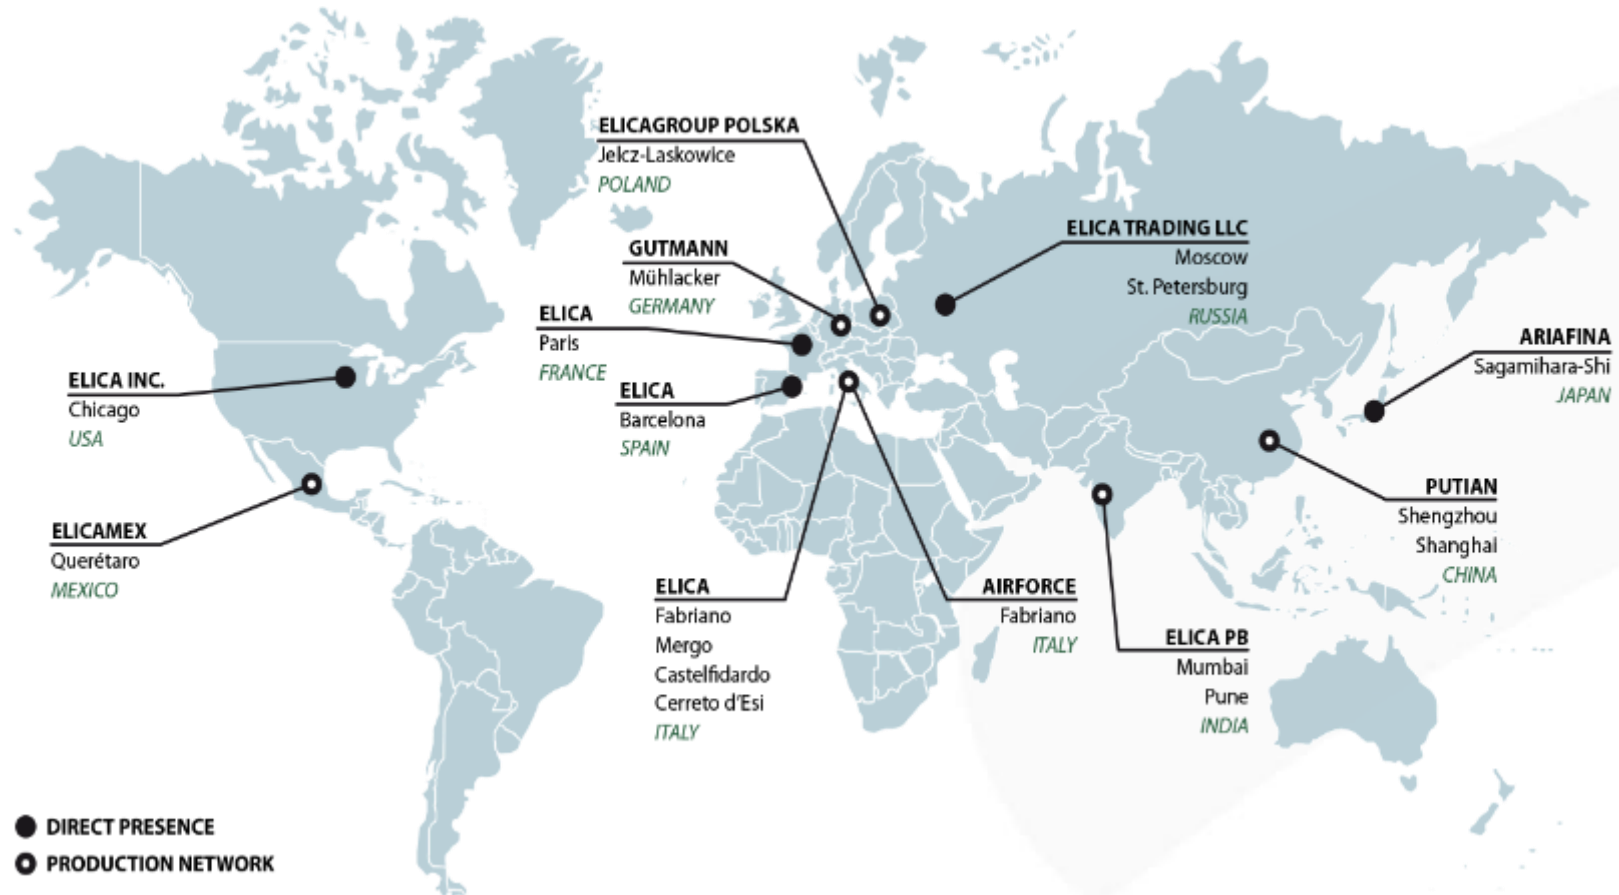 ELICAGROUP POLSKA
Jelcz-Laskowice
POLAND
GUTMANN
Mühlacker
GERMANY
ELICA
Paris
FRANCE
ELICA
Barcelona
SPAIN
ELICA TRADING LLC
Moscow
St. Petersburg
RUSSIA
ARIAFINA
Sagamihara-Shi
JAPAN
ELICA INC.
Chicago
USA
ELICAMEX
Querétaro
MEXICO
ELICA
Fabriano
Mergo
Castelfidardo
Cerreto d'Esi
ITALY
AIRFORCE
Fabriano
ITALY
ELICA PB
Mumbai
Pune
INDIA
PUTIAN
Shengzhou
Shanghai
CHINA
DIRECT PRESENCE
PRODUCTION NETWORK